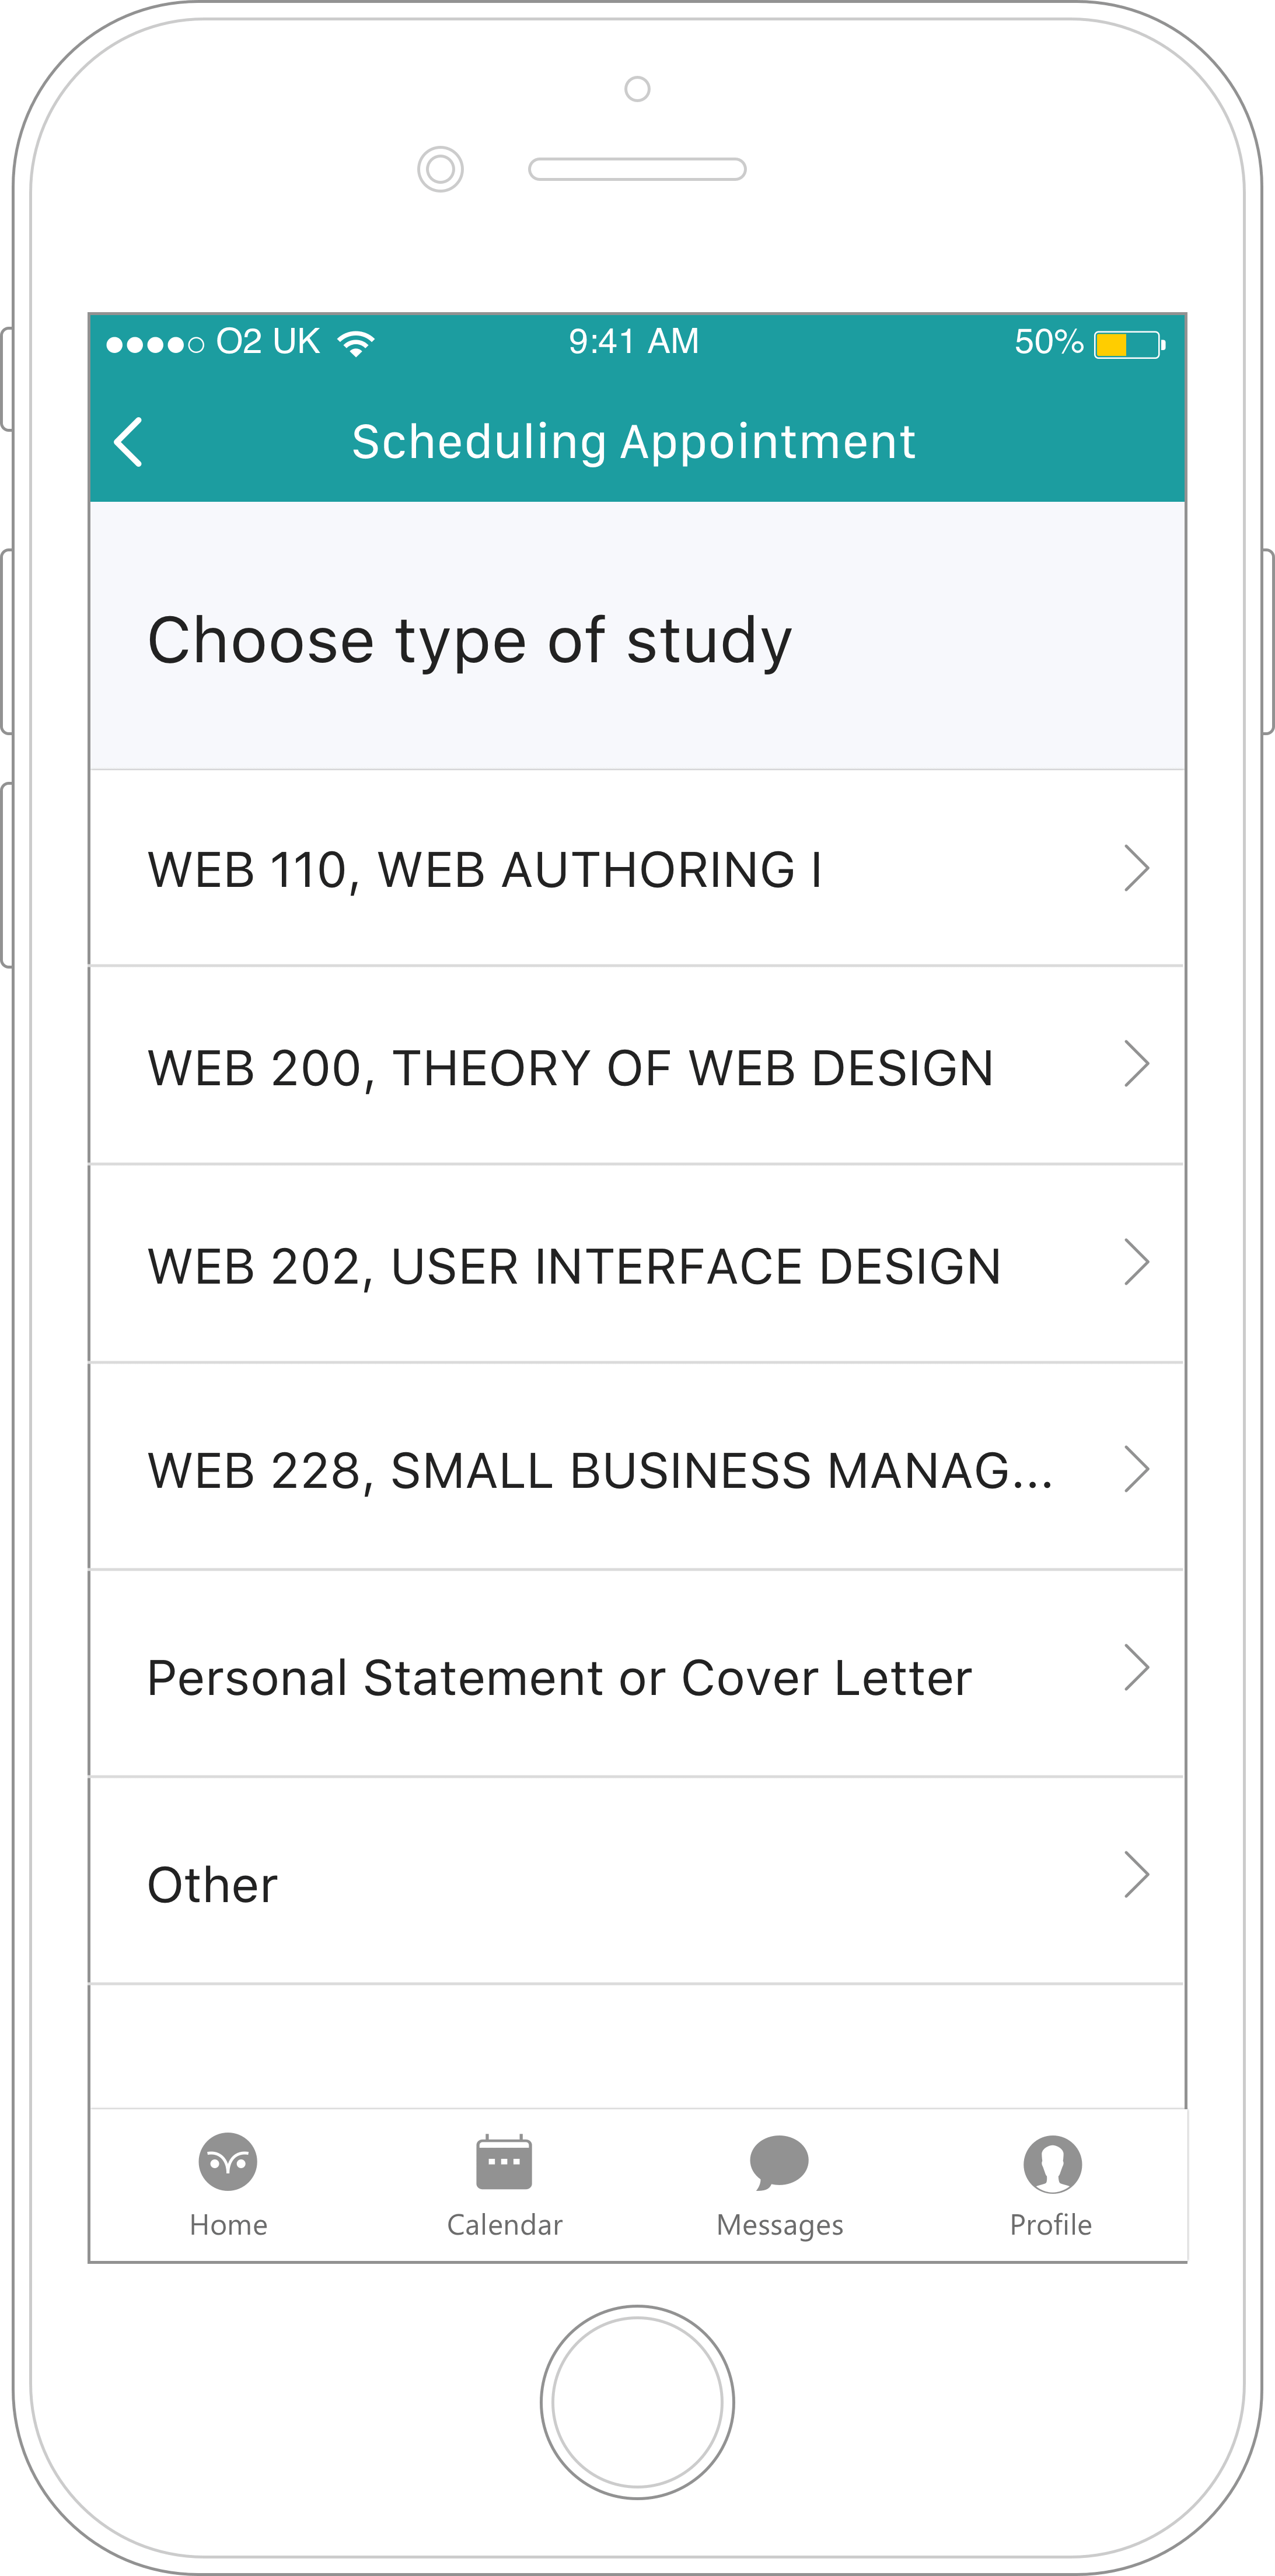 O2 UK 9:41 AM 50%
Scheduling Appointment
Choose type of study
WEB 110, WEB AUTHORING I
WEB 200, THEORY OF WEB DESIGN
WEB 202, USER INTERFACE DESIGN
WEB 228, SMALL BUSINESS MANAG...
Personal Statement or Cover Letter
Other
Home Calendar Messages Profile